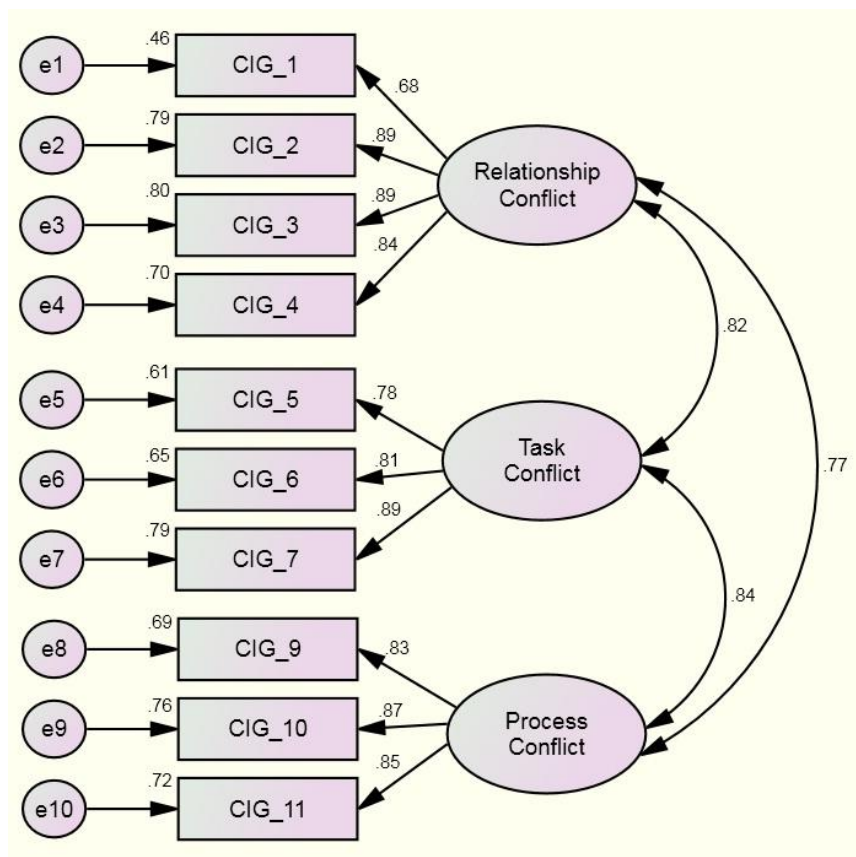 .46
e1
CIG_1
.68
.79
e2
CIG_2
.89
.80
e3
CIG_3
.89
.70
e4
CIG_4
.84
Relationship
Conflict
.82
.61
e5
CIG_5
.78
.65
e6
CIG_6
.81
.79
e7
CIG_7
.89
Task
Conflict
.77
.84
.69
e8
CIG_9
.83
.76
e9
CIG_10
.87
.72
e10
CIG_11
.85
Process
Conflict